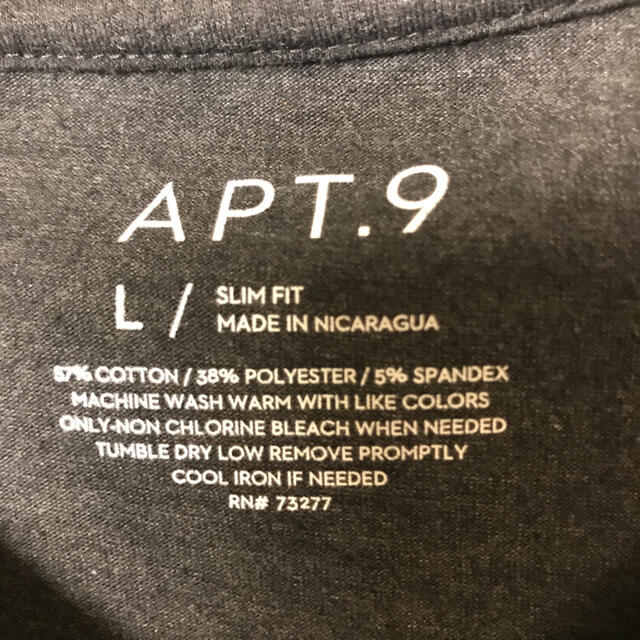 APT.9
L / SLIM FIT
MADE IN NICARAGUA
57% COTTON / 38% POLYESTER / 5% SPANDEX
MACHINE WASH WARM WITH LIKE COLORS
ONLY-NON CHLORINE BLEACH WHEN NEEDED
TUMBLE DRY LOW REMOVE PROMPTLY
COOL IRON IF NEEDED
RN# 73277